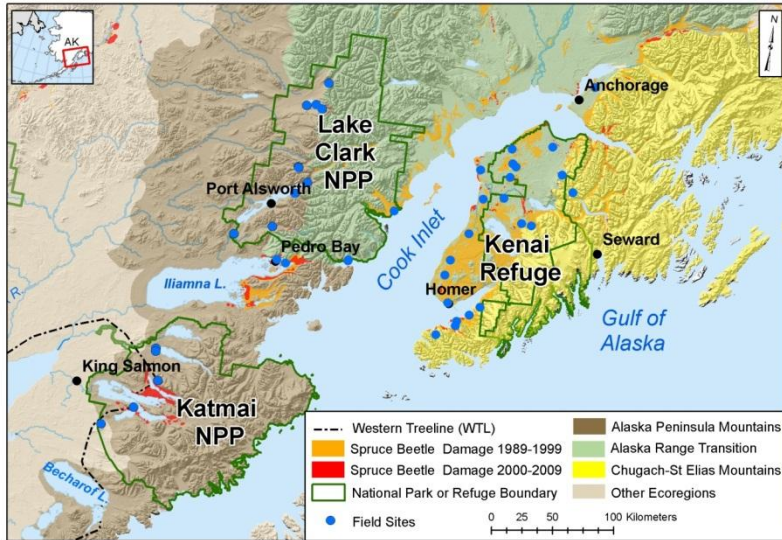 AK
N
Anchorage
Lake
Clark
NPP
Port Alsworth
Pedro Bay
Cook Inlet
Kenai
Refuge
Seward
Iliamna L.
Homer
Gulf of
Alaska
R.
King Salmon
Katmai
NPP
Becharof L.
Western Treeline (WTL)
Spruce Beetle Damage 1989-1999
Spruce Beetle Damage 2000-2009
National Park or Refuge Boundary
Field Sites
Alaska Peninsula Mountains
Alaska Range Transition
Chugach-St Elias Mountains
Other Ecoregions
0 25 50 100 Kilometers